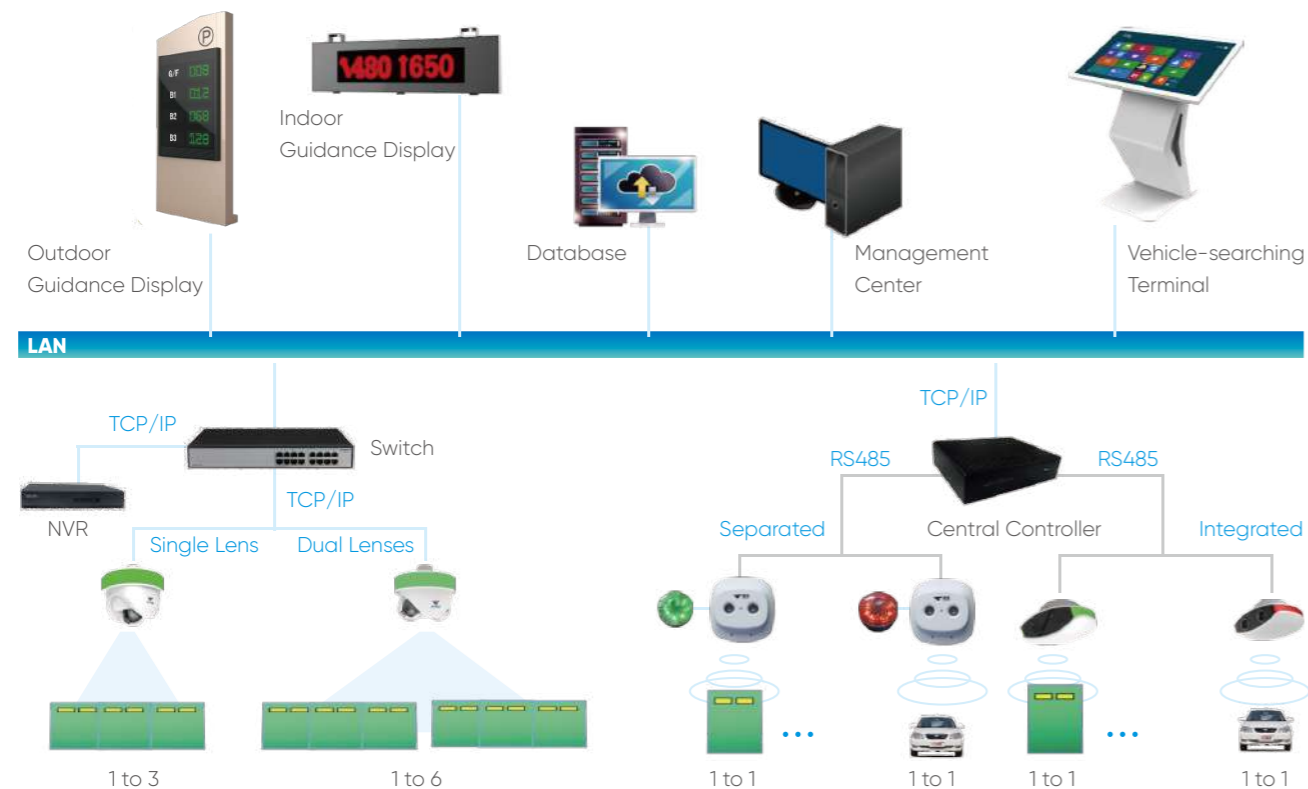 P
G/F 009
B1 012
B2 068
B3 128
480 1650
Indoor
Guidance Display
Outdoor
Guidance Display
Database
Management
Center
Vehicle-searching
Terminal
LAN
TCP/IP
Switch
NVR
TCP/IP
Single Lens
Dual Lenses
1 to 3
1 to 6
TCP/IP
RS485
RS485
Separated
Central Controller
Integrated
...
...
1 to 1
1 to 1
1 to 1
1 to 1